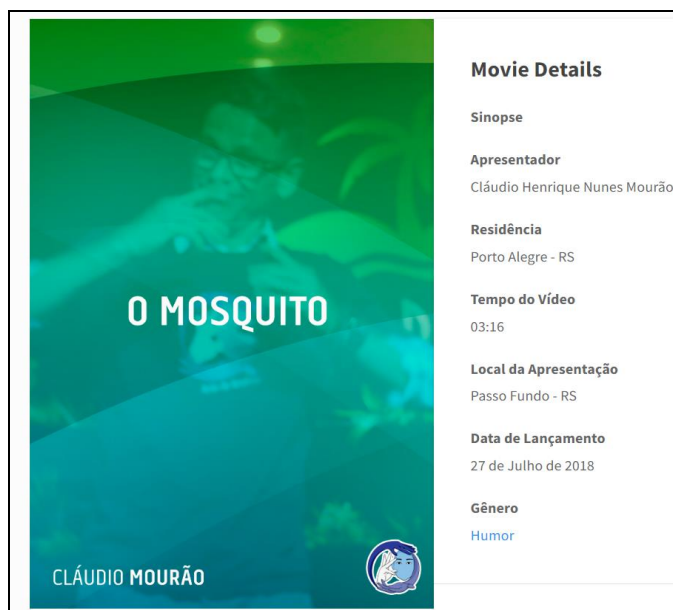 O MOSQUITO
CLÁUDIO MOURÃO
Movie Details
Sinopse
Apresentador
Cláudio Henrique Nunes Mourão
Residência
Porto Alegre - RS
Tempo do Vídeo
03:16
Local da Apresentação
Passo Fundo - RS
Data de Lançamento
27 de Julho de 2018
Gênero
Humor